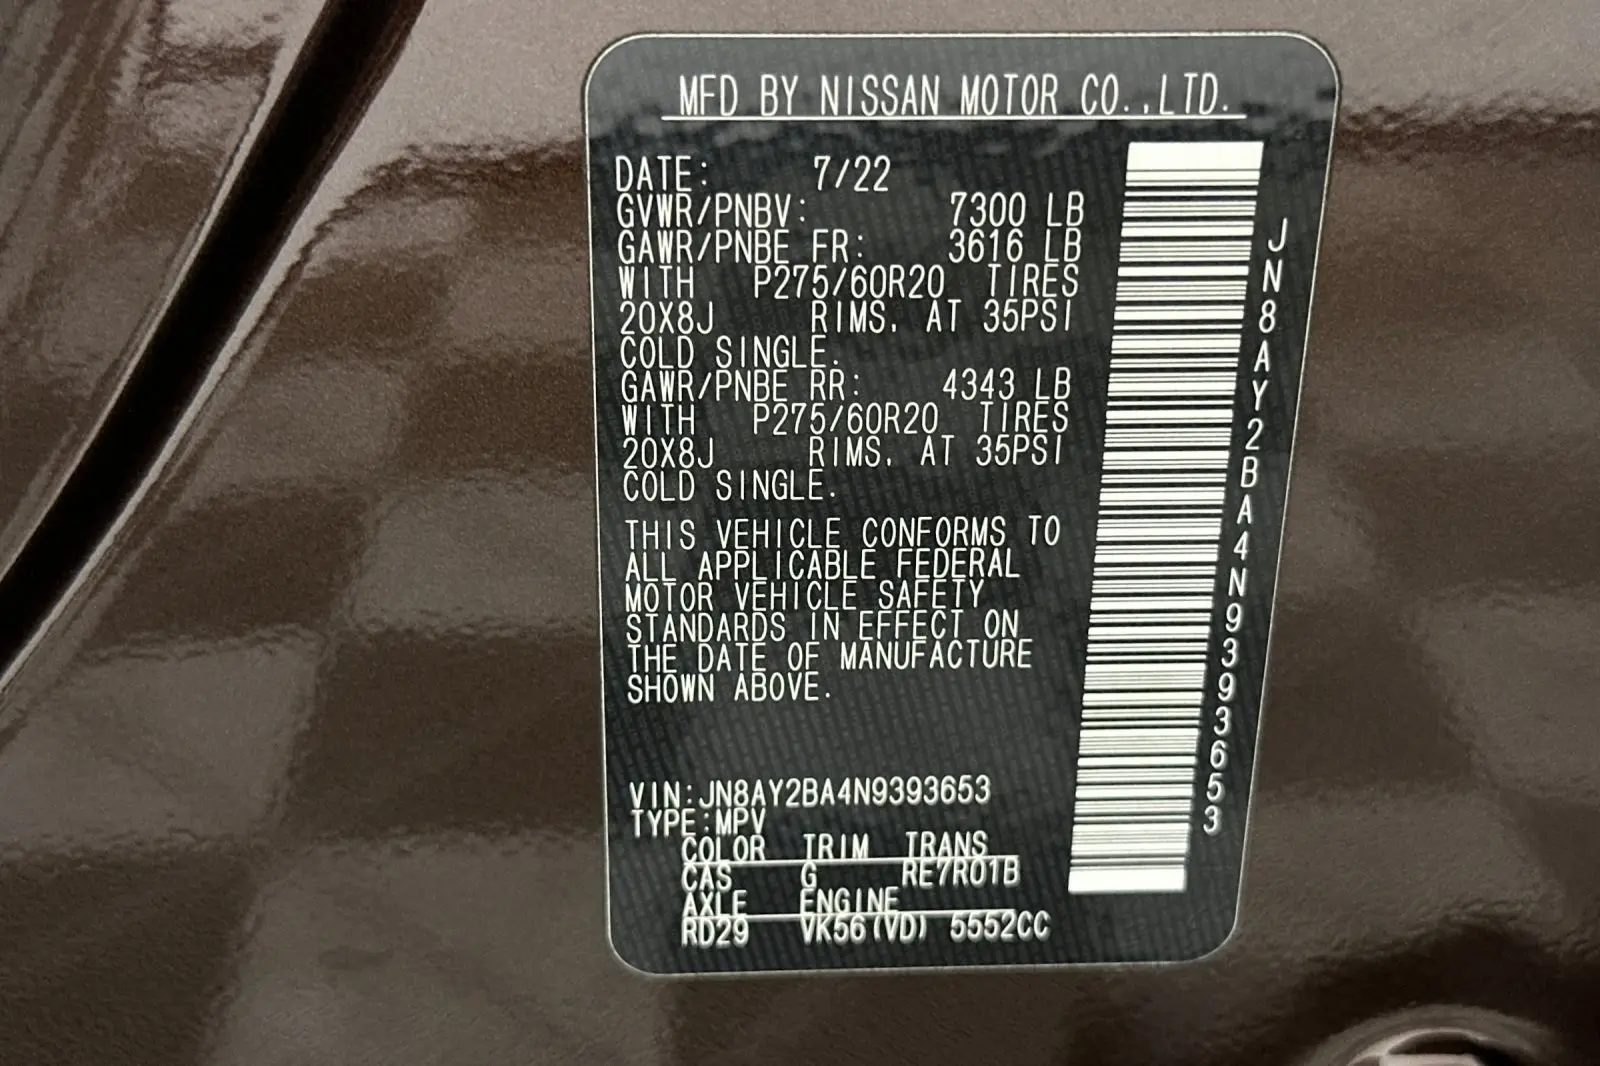 MFD BY NISSAN MOTOR CO.,LTD.
DATE: 7/22
GVWR/PNBV: 7300 LB
GAWR/PNBE FR: 3616 LB
WITH P275/60R20 TIRES
20X8J RIMS, AT 35PSI
COLD SINGLE.
GAWR/PNBE RR: 4343 LB
WITH P275/60R20 TIRES
20X8J RIMS, AT 35PSI
COLD SINGLE.
THIS VEHICLE CONFORMS TO
ALL APPLICABLE FEDERAL
MOTOR VEHICLE SAFETY
STANDARDS IN EFFECT ON
THE DATE OF MANUFACTURE
SHOWN ABOVE.
VIN:JN8AY2BA4N9393653
TYPE:MPV
COLOR TRIM TRANS
CAS G RE7R01B
AXLE ENGINE
RD29 VK56(VD) 5552CC
JN8AY2BA4N9393653